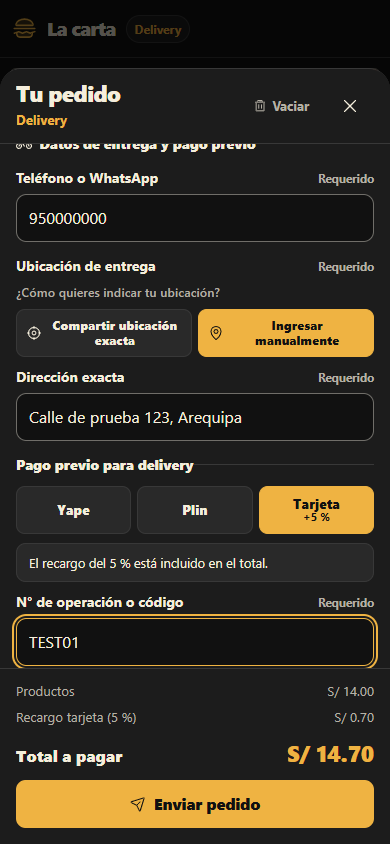 La carta Delivery
Tu pedido
Delivery
Vaciar
Datos de entrega y pago previo
Teléfono o WhatsApp Requerido
950000000
Ubicación de entrega Requerido
¿Cómo quieres indicar tu ubicación?
Compartir ubicación
exacta
Ingresar
manualmente
Dirección exacta Requerido
Calle de prueba 123, Arequipa
Pago previo para delivery
Yape
Plin
Tarjeta
+5 %
El recargo del 5 % está incluido en el total.
N° de operación o código Requerido
TEST01
Productos S/ 14.00
Recargo tarjeta (5 %) S/ 0.70
Total a pagar S/ 14.70
Enviar pedido